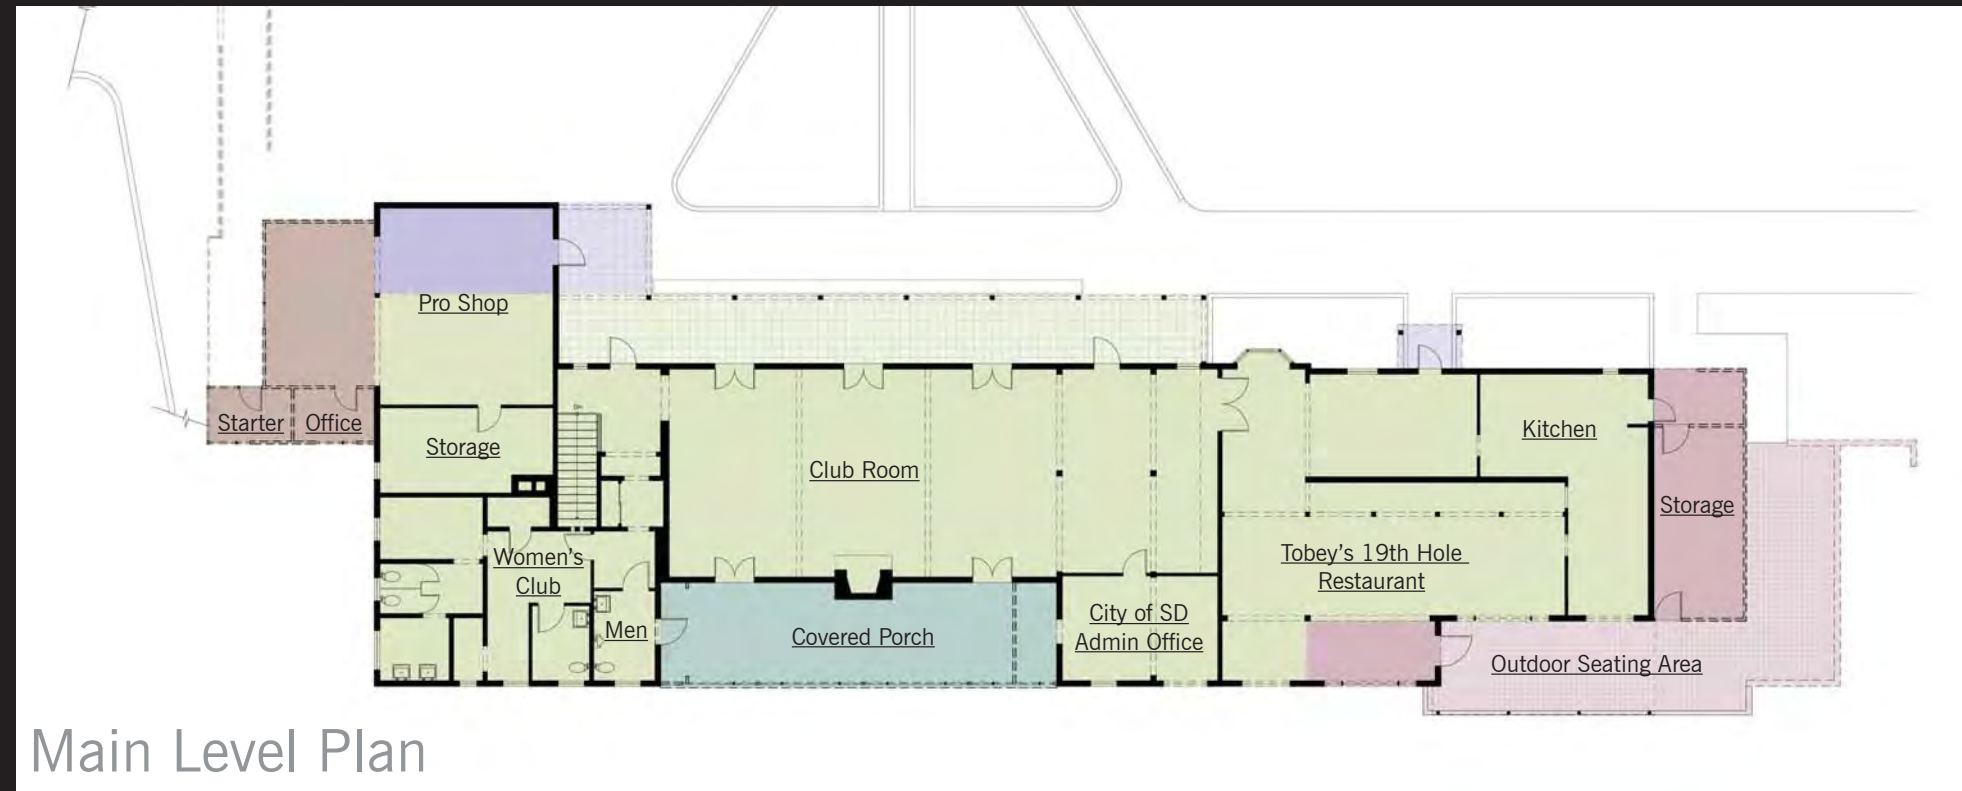 Pro Shop
Starter
Office
Storage
Club Room
Kitchen
Storage
Women's
Club
Tobey's 19th Hole
Restaurant
Men
Covered Porch
City of SD
Admin Office
Outdoor Seating Area
Main Level Plan